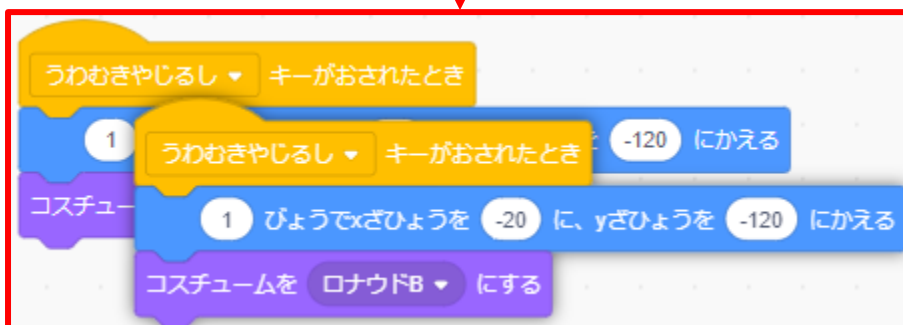 うわむきやじるし キーがおされたとき
1 -120 にかえる
コスチュー
うわむきやじるし キーがおされたとき
1 びょうでxざひょうを -20 に、yざひょうを -120 にかえる
コスチュームを ロナウドB にする